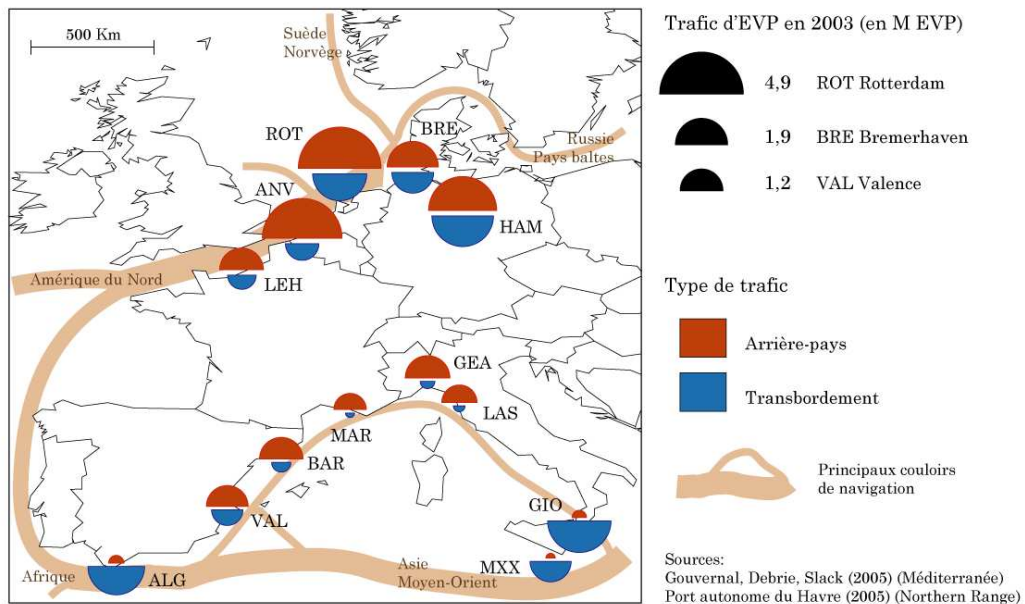 500 Km
Suède
Norvège
ROT
BRE
Russie
Pays baltes
ANV
HAM
Amérique du Nord
LEH
GEA
LAS
MAR
BAR
VAL
GIO
MXX
Asie
Moyen-Orient
Afrique
ALG
Trafic d'EVP en 2003 (en M EVP)
4,9 ROT Rotterdam
1,9 BRE Bremerhaven
1,2 VAL Valence
Type de trafic
Arrière-pays
Transbordement
Principaux couloirs
de navigation
Sources:
Gouvernal, Debrie, Slack (2005) (Méditerranée)
Port autonome du Havre (2005) (Northern Range)